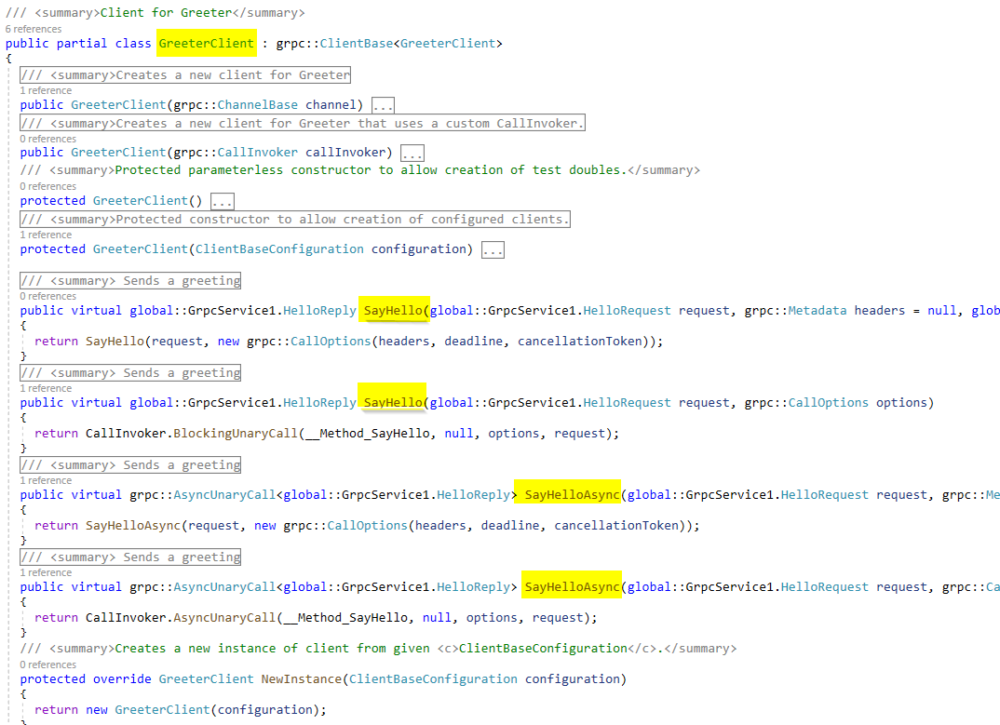 /// <summary>Client for Greeter</summary>
6 references
public partial class GreeterClient : grpc::ClientBase<GreeterClient>
{
/// <summary>Creates a new client for Greeter
1 reference
public GreeterClient(grpc::ChannelBase channel) ...
/// <summary>Creates a new client for Greeter that uses a custom CallInvoker.
0 references
public GreeterClient(grpc::CallInvoker callInvoker) ...
/// <summary>Protected parameterless constructor to allow creation of test doubles.</summary>
0 references
protected GreeterClient() ...
/// <summary>Protected constructor to allow creation of configured clients.
1 reference
protected GreeterClient(ClientBaseConfiguration configuration) ...
/// <summary> Sends a greeting
0 references
public virtual global::GrpcService1.HelloReply SayHello(global::GrpcService1.HelloRequest request, grpc::Metadata headers = null, glob
{
return SayHello(request, new grpc::CallOptions(headers, deadline, cancellationToken));
}
/// <summary> Sends a greeting
1 reference
public virtual global::GrpcService1.HelloReply SayHello(global::GrpcService1.HelloRequest request, grpc::CallOptions options)
{
return CallInvoker.BlockingUnaryCall(__Method_SayHello, null, options, request);
}
/// <summary> Sends a greeting
1 reference
public virtual grpc::AsyncUnaryCall<global::GrpcService1.HelloReply> SayHelloAsync(global::GrpcService1.HelloRequest request, grpc::Me
{
return SayHelloAsync(request, new grpc::CallOptions(headers, deadline, cancellationToken));
}
/// <summary> Sends a greeting
1 reference
public virtual grpc::AsyncUnaryCall<global::GrpcService1.HelloReply> SayHelloAsync(global::GrpcService1.HelloRequest request, grpc::Ca
{
return CallInvoker.AsyncUnaryCall(__Method_SayHello, null, options, request);
}
/// <summary>Creates a new instance of client from given <c>ClientBaseConfiguration</c>.</summary>
0 references
protected override GreeterClient NewInstance(ClientBaseConfiguration configuration)
{
return new GreeterClient(configuration);
}